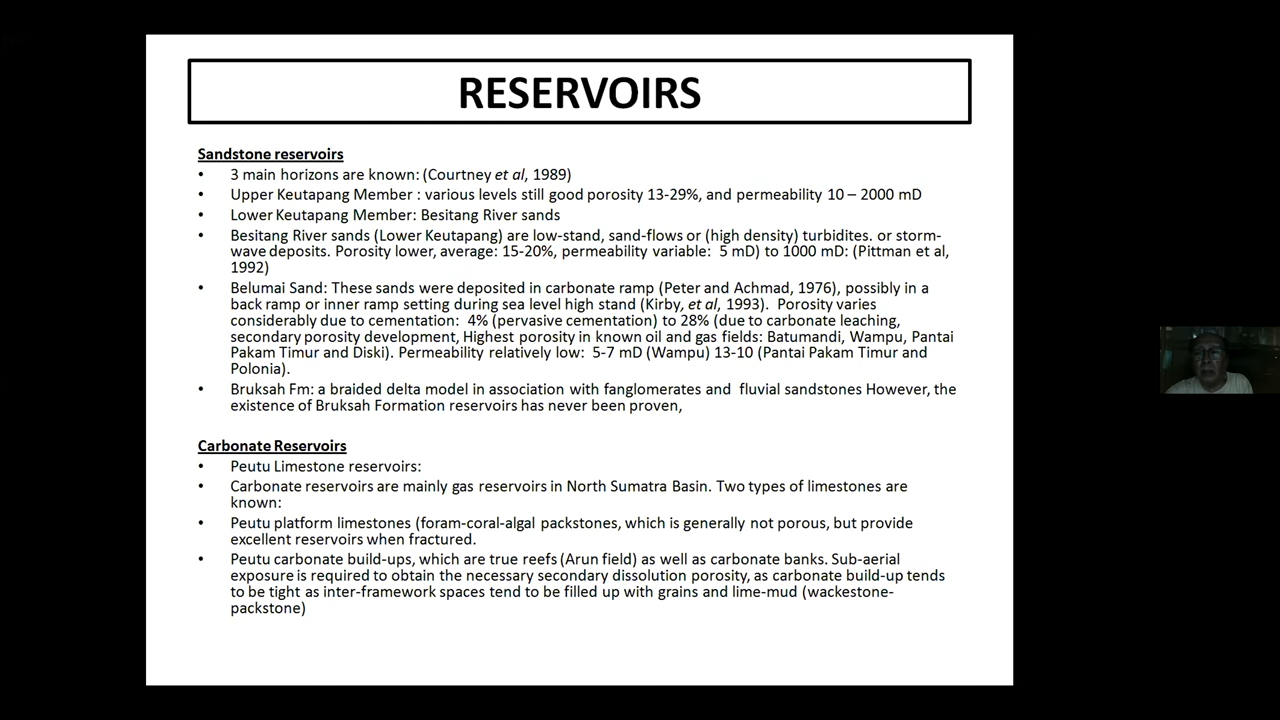 RESERVOIRS
Sandstone reservoirs
• 3 main horizons are known: (Courtney et al, 1989)
• Upper Keutapang Member : various levels still good porosity 13-29%, and permeability 10 – 2000 mD
• Lower Keutapang Member: Besitang River sands
• Besitang River sands (Lower Keutapang) are low-stand, sand-flows or (high density) turbidites. or storm-
wave deposits. Porosity lower, average: 15-20%, permeability variable: 5 mD) to 1000 mD: (Pittman et al,
1992)
• Belumai Sand: These sands were deposited in carbonate ramp (Peter and Achmad, 1976), possibly in a
back ramp or inner ramp setting during sea level high stand (Kirby, et al, 1993). Porosity varies
considerably due to cementation: 4% (pervasive cementation) to 28% (due to carbonate leaching,
secondary porosity development, Highest porosity in known oil and gas fields: Batumandi, Wampu, Pantai
Pakam Timur and Diski). Permeability relatively low: 5-7 mD (Wampu) 13-10 (Pantai Pakam Timur and
Polonia).
• Bruksah Fm: a braided delta model in association with fanglomerates and fluvial sandstones However, the
existence of Bruksah Formation reservoirs has never been proven,
Carbonate Reservoirs
• Peutu Limestone reservoirs:
• Carbonate reservoirs are mainly gas reservoirs in North Sumatra Basin. Two types of limestones are
known:
• Peutu platform limestones (foram-coral-algal packstones, which is generally not porous, but provide
excellent reservoirs when fractured.
• Peutu carbonate build-ups, which are true reefs (Arun field) as well as carbonate banks. Sub-aerial
exposure is required to obtain the necessary secondary dissolution porosity, as carbonate build-up tends
to be tight as inter-framework spaces tend to be filled up with grains and lime-mud (wackestone-
packstone)